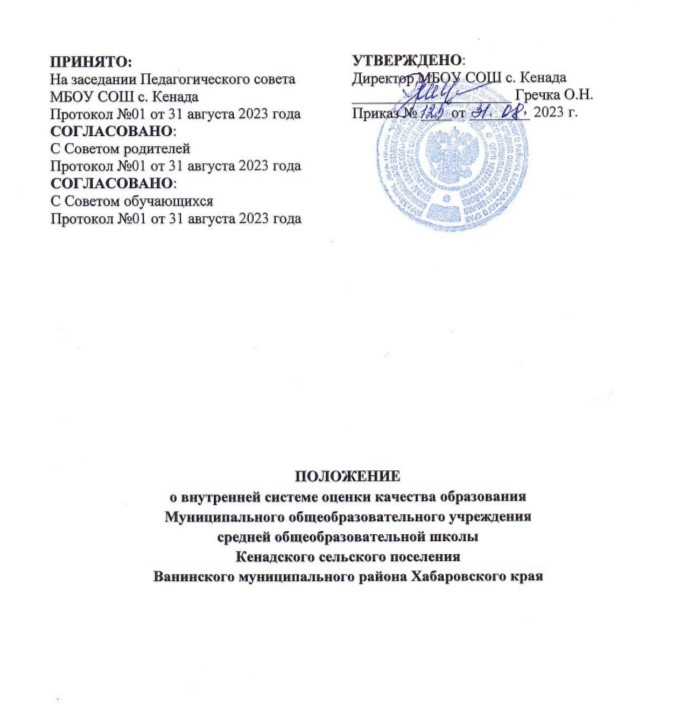 ПРИНЯТО:
На заседании Педагогического совета
МБОУ СОШ с. Кенада
Протокол №01 от 31 августа 2023 года
СОГЛАСОВАНО:
С Советом родителей
Протокол №01 от 31 августа 2023 года
СОГЛАСОВАНО:
С Советом обучающихся
Протокол №01 от 31 августа 2023 года
УТВЕРЖДЕНО:
Директор МБОУ СОШ с. Кенада
Гречка О.Н.
Приказ № 125 от 31. 08. 2023 г.
ПОЛОЖЕНИЕ
о внутренней системе оценки качества образования
Муниципального общеобразовательного учреждения
средней общеобразовательной школы
Кенадского сельского поселения
Ванинского муниципального района Хабаровского края